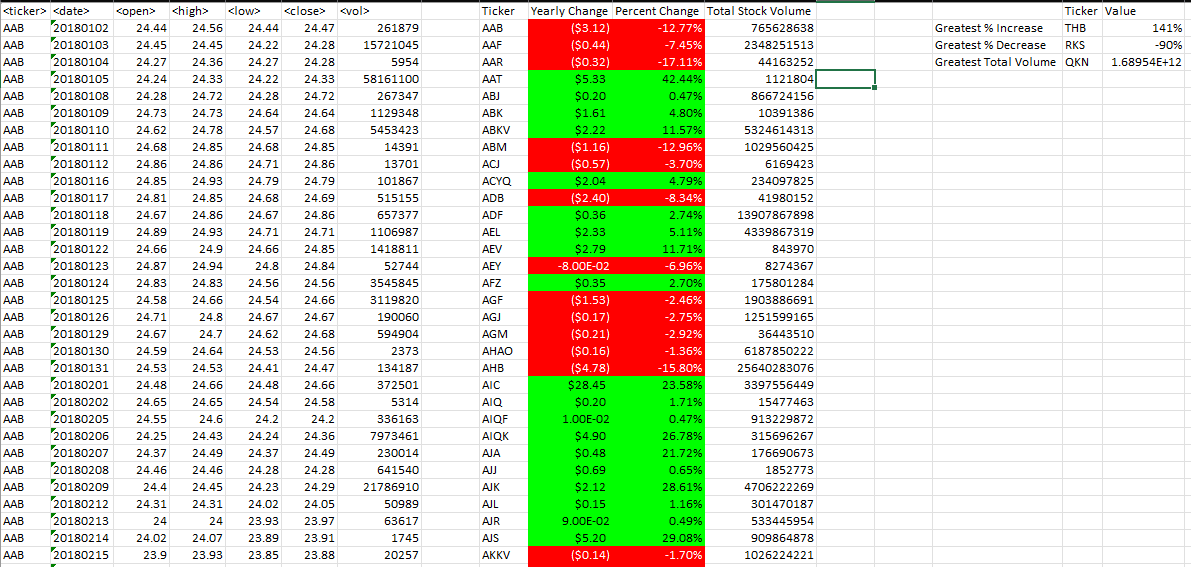 <ticker> <date> <open> <high> <low> <close> <vol> Ticker Yearly Change Percent Change Total Stock Volume Ticker Value
AAB 20180102 24.44 24.56 24.44 24.47 261879 AAB ($3.12) -12.77% 765628638 Greatest % Increase THB 141%
AAB 20180103 24.45 24.45 24.22 24.28 15721045 AAF ($0.44) -7.45% 2348251513 Greatest % Decrease RKS -90%
AAB 20180104 24.27 24.36 24.27 24.28 5954 AAR ($0.32) -17.11% 44163252 Greatest Total Volume QKN 1.68954E+12
AAB 20180105 24.24 24.33 24.22 24.33 58161100 AAT $5.33 42.44% 1121804
AAB 20180108 24.28 24.72 24.28 24.72 267347 ABJ $0.20 0.47% 866724156
AAB 20180109 24.73 24.73 24.64 24.64 1129348 ABK $1.61 4.80% 10391386
AAB 20180110 24.62 24.78 24.57 24.68 5453423 ABKV $2.22 11.57% 5324614313
AAB 20180111 24.68 24.85 24.68 24.85 14391 ABM ($1.16) -12.96% 1029560425
AAB 20180112 24.86 24.86 24.71 24.86 13701 ACJ ($0.57) -3.70% 6169423
AAB 20180116 24.85 24.93 24.79 24.79 101867 ACYQ $2.04 4.79% 234097825
AAB 20180117 24.81 24.85 24.68 24.69 515155 ADB ($2.40) -8.34% 41980152
AAB 20180118 24.67 24.86 24.67 24.86 657377 ADF $0.36 2.74% 13907867898
AAB 20180119 24.89 24.93 24.71 24.71 1106987 AEL $2.33 5.11% 4339867319
AAB 20180122 24.66 24.9 24.66 24.85 1418811 AEV $2.79 11.71% 843970
AAB 20180123 24.87 24.94 24.8 24.84 52744 AEY -8.00E-02 -6.96% 8274367
AAB 20180124 24.83 24.83 24.56 24.56 3545845 AFZ $0.35 2.70% 175801284
AAB 20180125 24.58 24.66 24.54 24.66 3119820 AGF ($1.53) -2.46% 1903886691
AAB 20180126 24.71 24.8 24.67 24.67 190060 AGJ ($0.17) -2.75% 1251599165
AAB 20180129 24.67 24.7 24.62 24.68 594904 AGM ($0.21) -2.92% 36443510
AAB 20180130 24.59 24.64 24.53 24.56 2373 AHAO ($0.16) -1.36% 6187850222
AAB 20180131 24.53 24.53 24.41 24.47 134187 AHB ($4.78) -15.80% 25640283076
AAB 20180201 24.48 24.66 24.48 24.66 372501 AIC $28.45 23.58% 3397556449
AAB 20180202 24.65 24.65 24.54 24.58 5314 AIQ $0.20 1.71% 15477463
AAB 20180205 24.55 24.6 24.2 24.2 336163 AIQF 1.00E-02 0.47% 913229872
AAB 20180206 24.25 24.43 24.24 24.36 7973461 AIQK $4.90 26.78% 315696267
AAB 20180207 24.37 24.49 24.37 24.49 230014 AJA $0.48 21.72% 176690673
AAB 20180208 24.46 24.46 24.28 24.28 641540 AJJ $0.69 0.65% 1852773
AAB 20180209 24.4 24.45 24.23 24.29 21786910 AJK $2.12 28.61% 4706222269
AAB 20180212 24.31 24.31 24.02 24.05 50989 AJL $0.15 1.16% 301470187
AAB 20180213 24 24 23.93 23.97 63617 AJR 9.00E-02 0.49% 533445954
AAB 20180214 24.02 24.07 23.89 23.91 1745 AJS $5.20 29.08% 909864878
AAB 20180215 23.9 23.93 23.85 23.88 20257 AKKV ($0.14) -1.70% 1026224221